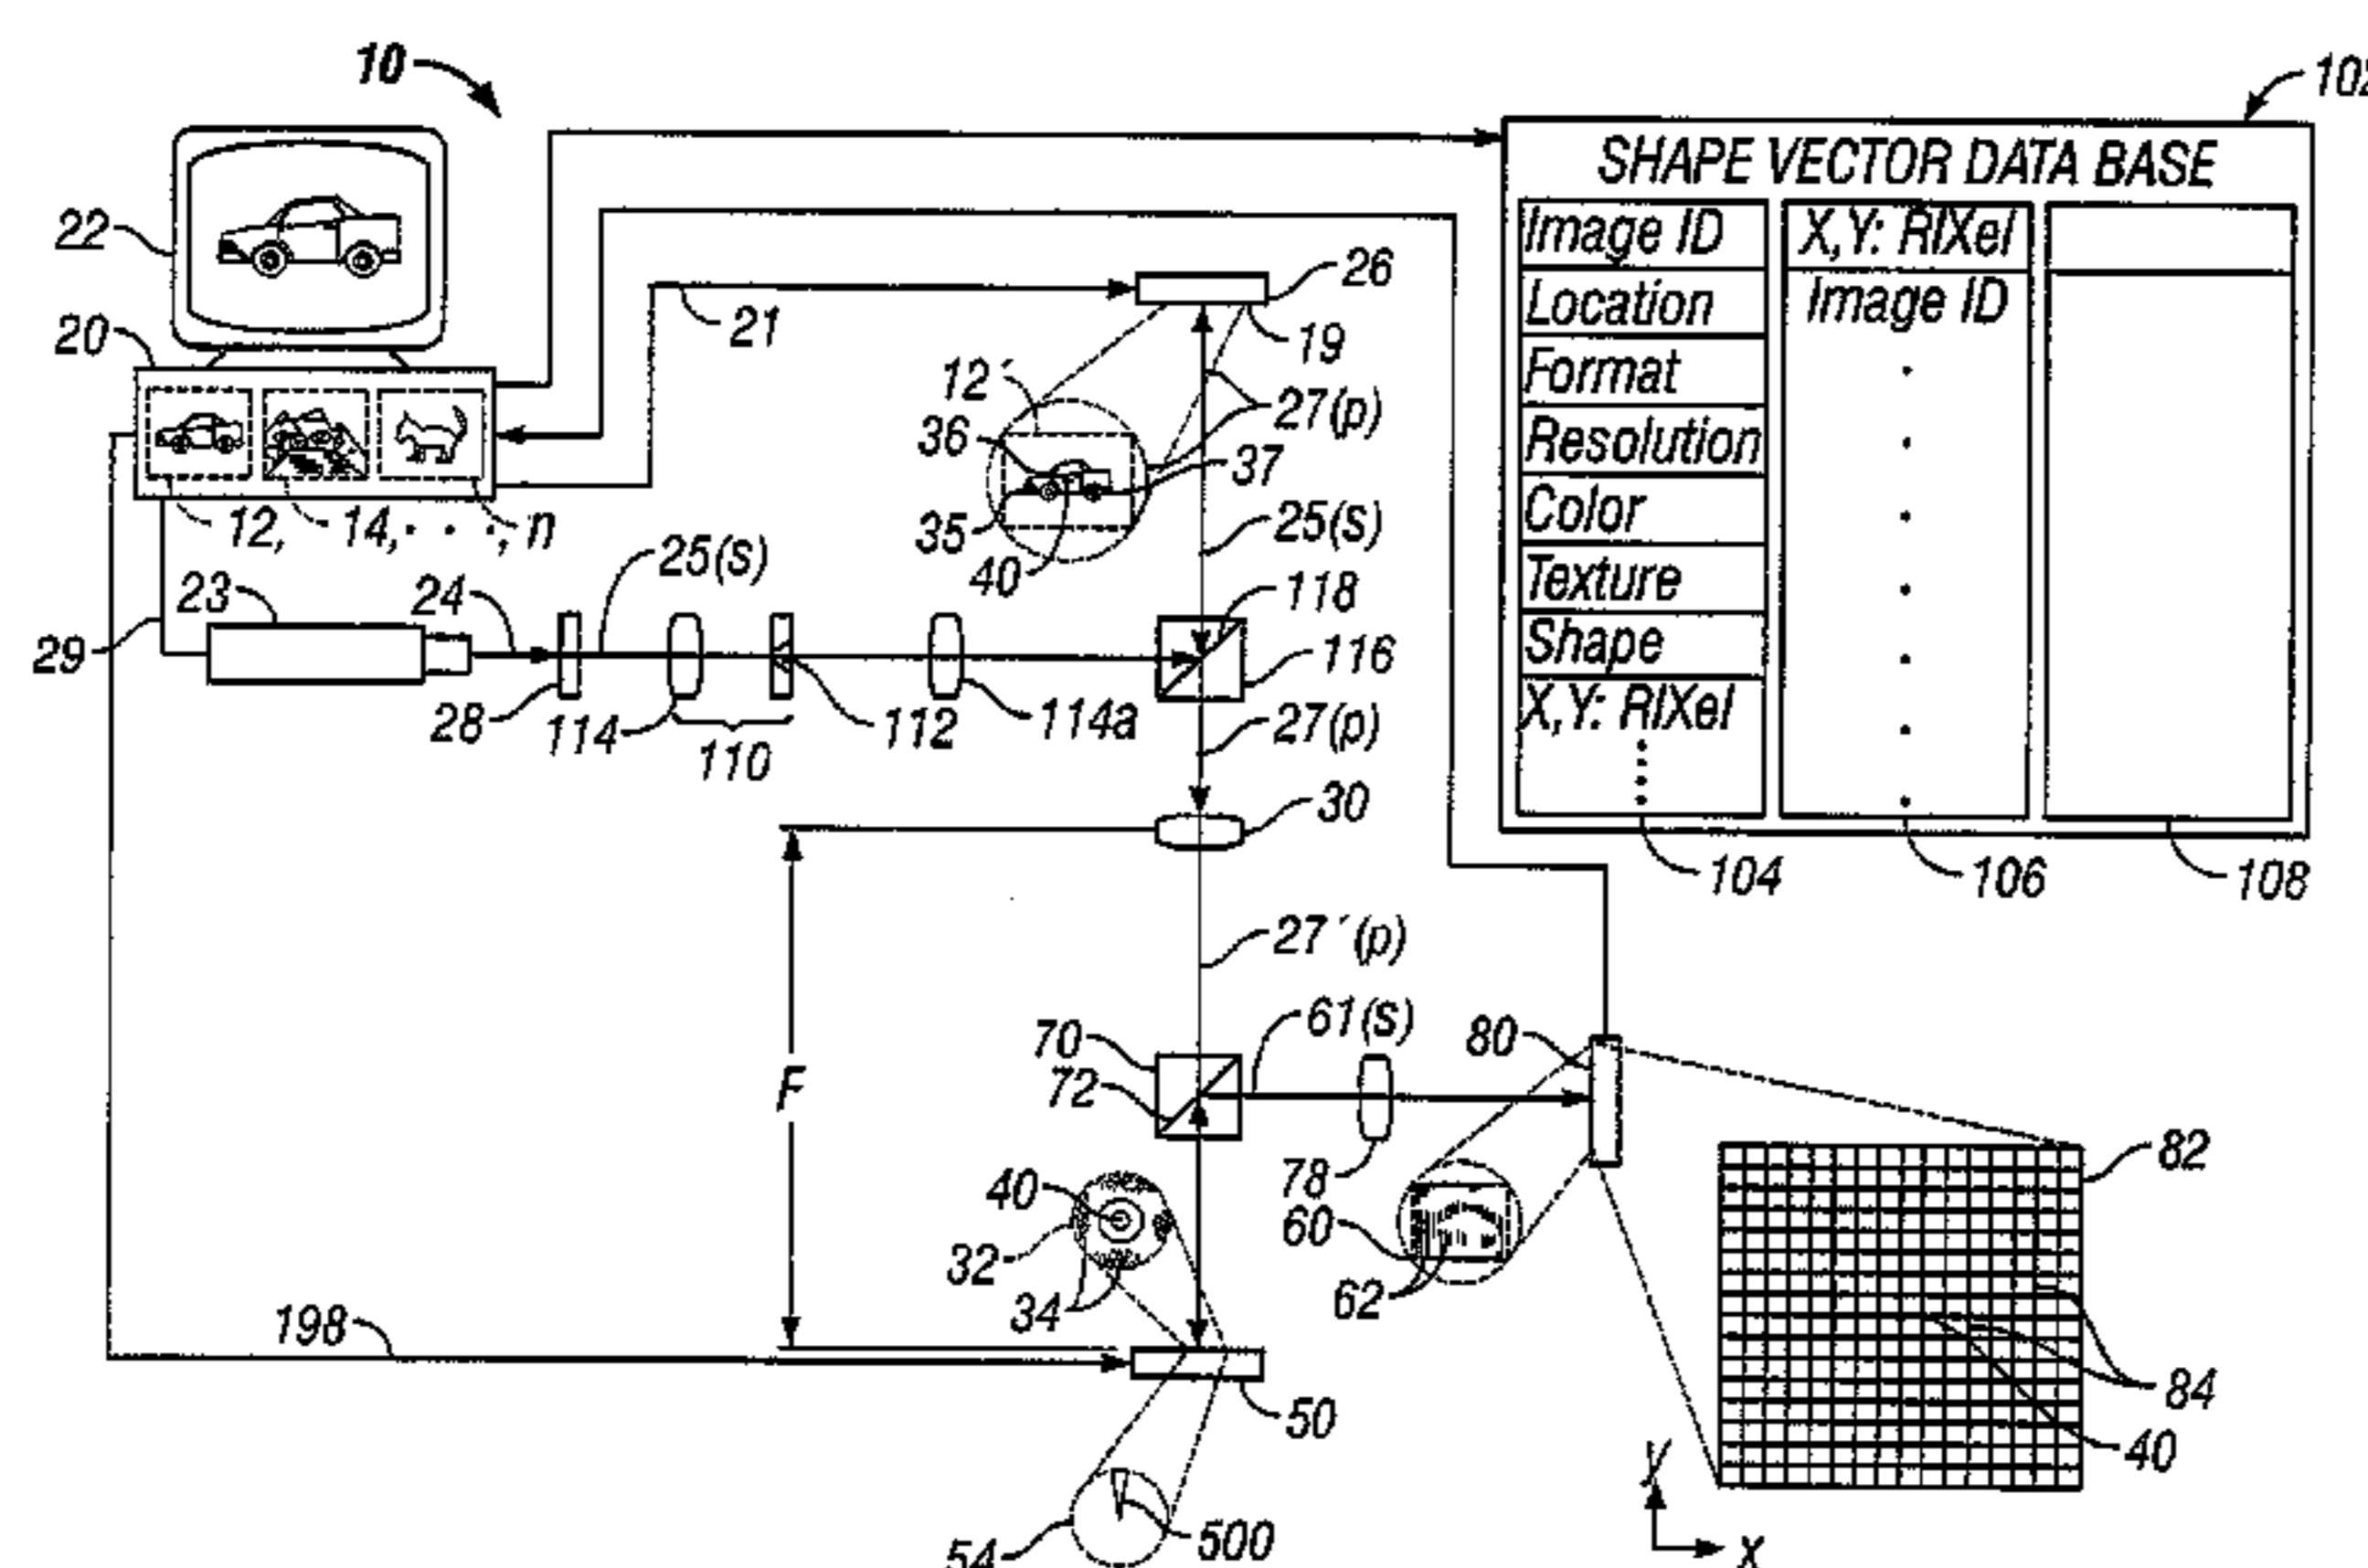 10
102
SHAPE VECTOR DATA BASE
22
Image ID
X,Y: RIXel
26
21
19
Location
Image ID
20
12´
27(p)
Format
36
37
Resolution
12, 14, · · ·, n
35
25(s)
Color
40
25(s)
118
Texture
23
24
29
116
Shape
28
114
112
114a
27(p)
X,Y: RIXel
110
30
104
106
108
27´(p)
61(s)
80
70
72
F
82
40
78
60
32
34
62
198
84
50
40
y
54
500
x